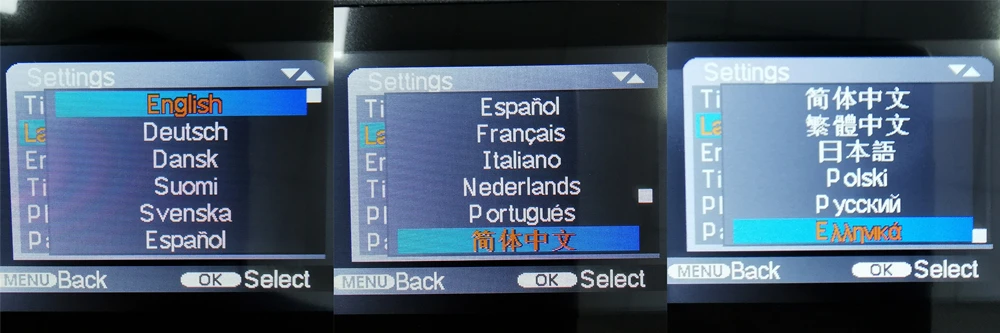 Settings
English
Deutsch
Dansk
Suomi
Svenska
Español
MENU Back OK Select
Settings
Español
Français
Italiano
Nederlands
Portugués
简体中文
MENU Back OK Select
Settings
简体中文
繁體中文
日本語
Polski
Русский
Ελληνικά
MENU Back OK Select